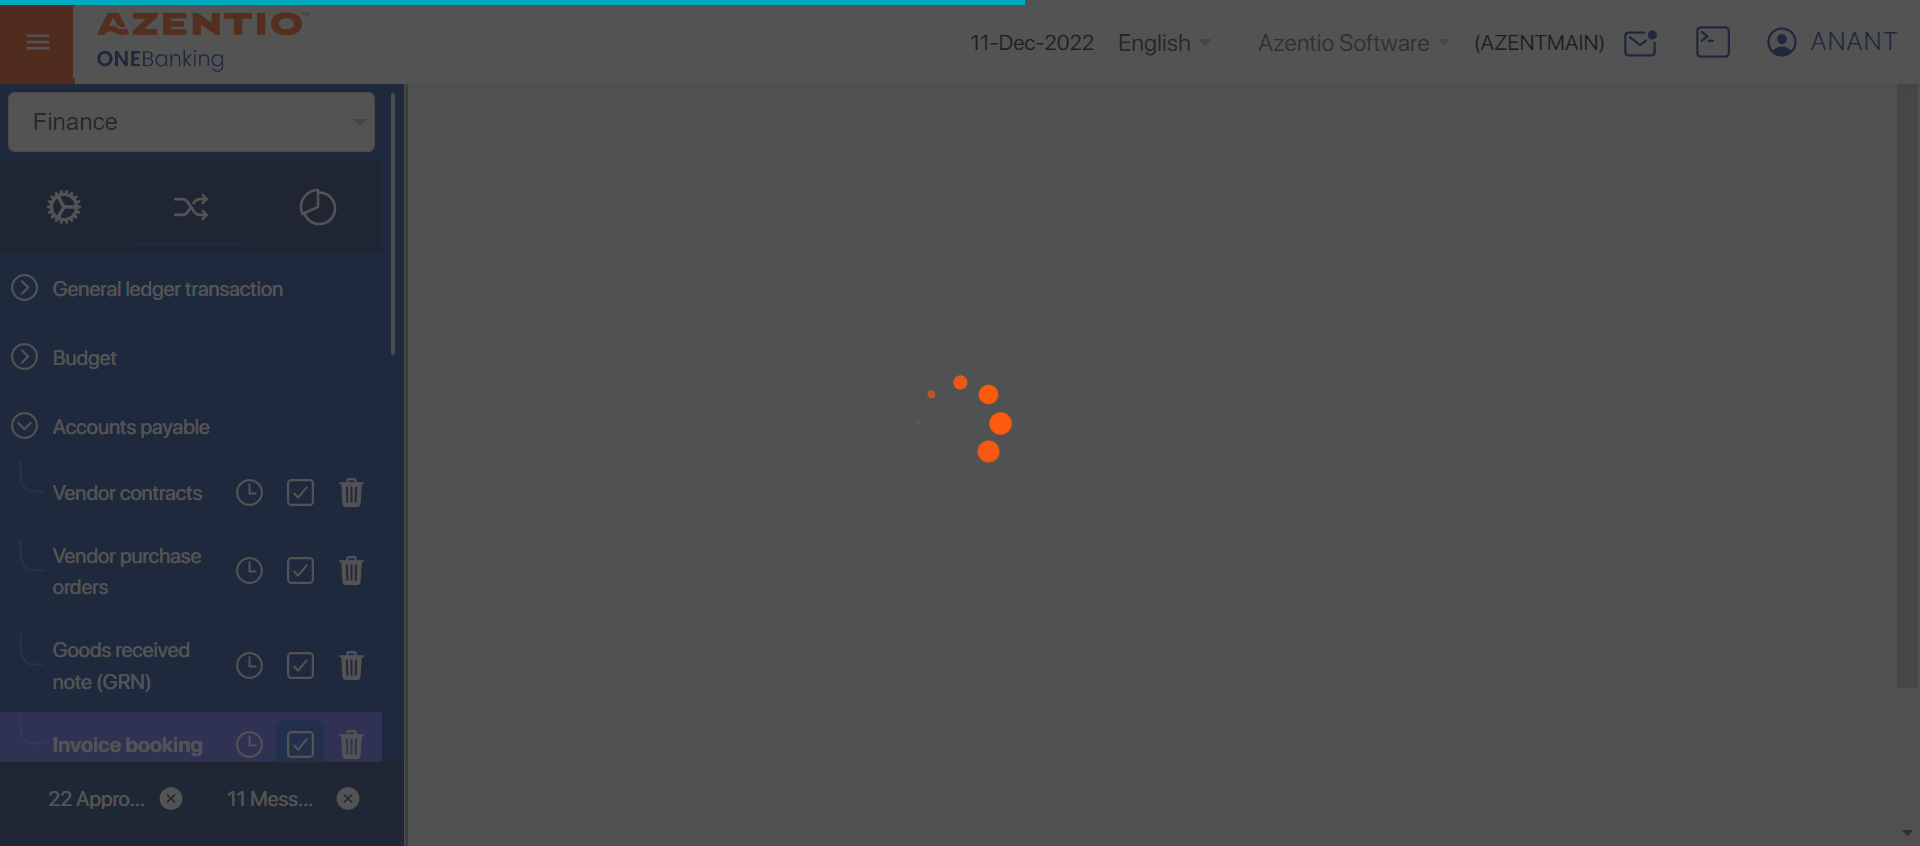 AZENTIO™
ONEBanking
11-Dec-2022
English
Azentio Software
(AZENTMAIN)
ANANT
Finance
General ledger transaction
Budget
Accounts payable
Vendor contracts
Vendor purchase
orders
Goods received
note (GRN)
Invoice booking
22 Appro...
11 Mess...